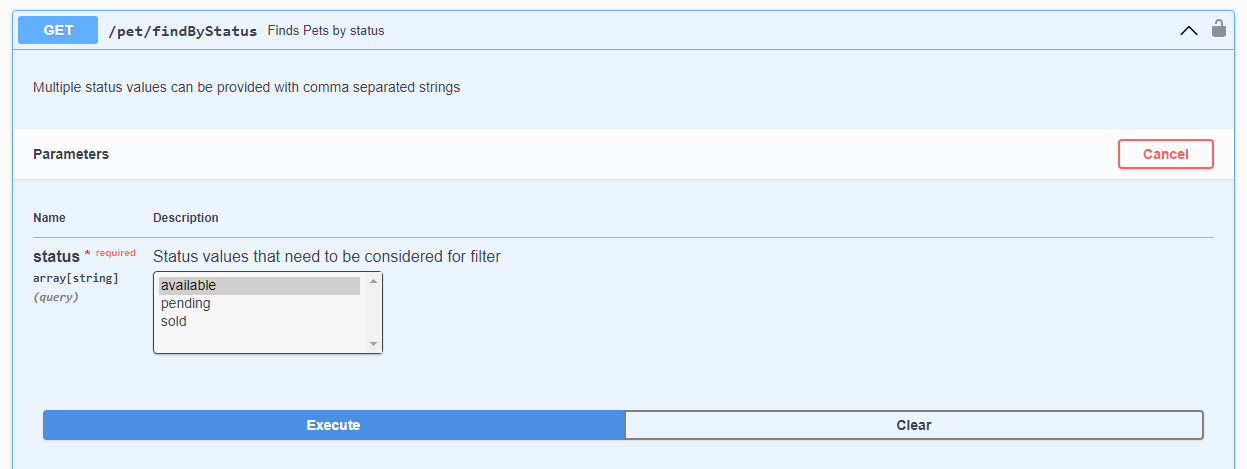 GET /pet/findByStatus Finds Pets by status
Multiple status values can be provided with comma separated strings
Parameters Cancel
Name Description
status * required Status values that need to be considered for filter
array[string]
(query)
available
pending
sold
Execute Clear